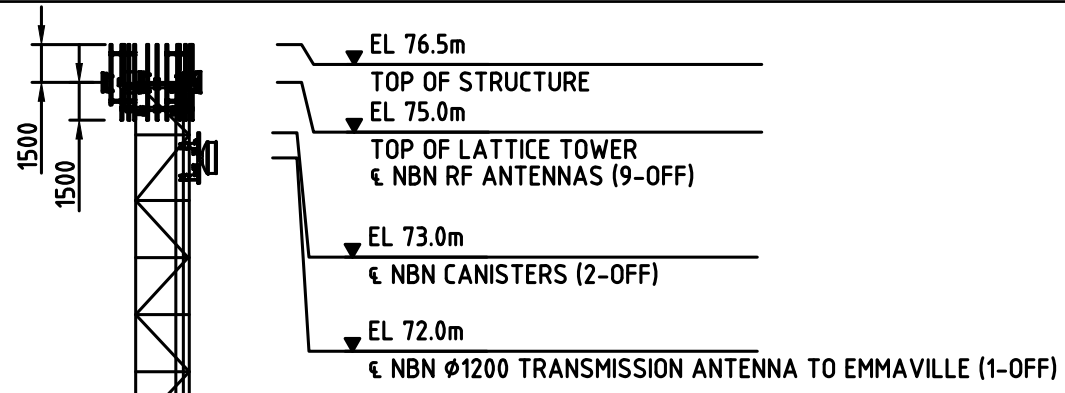 EL 76.5m
TOP OF STRUCTURE
EL 75.0m
TOP OF LATTICE TOWER
℄ NBN RF ANTENNAS (9-OFF)
EL 73.0m
℄ NBN CANISTERS (2-OFF)
EL 72.0m
℄ NBN Ø1200 TRANSMISSION ANTENNA TO EMMAVILLE (1-OFF)
1500
1500